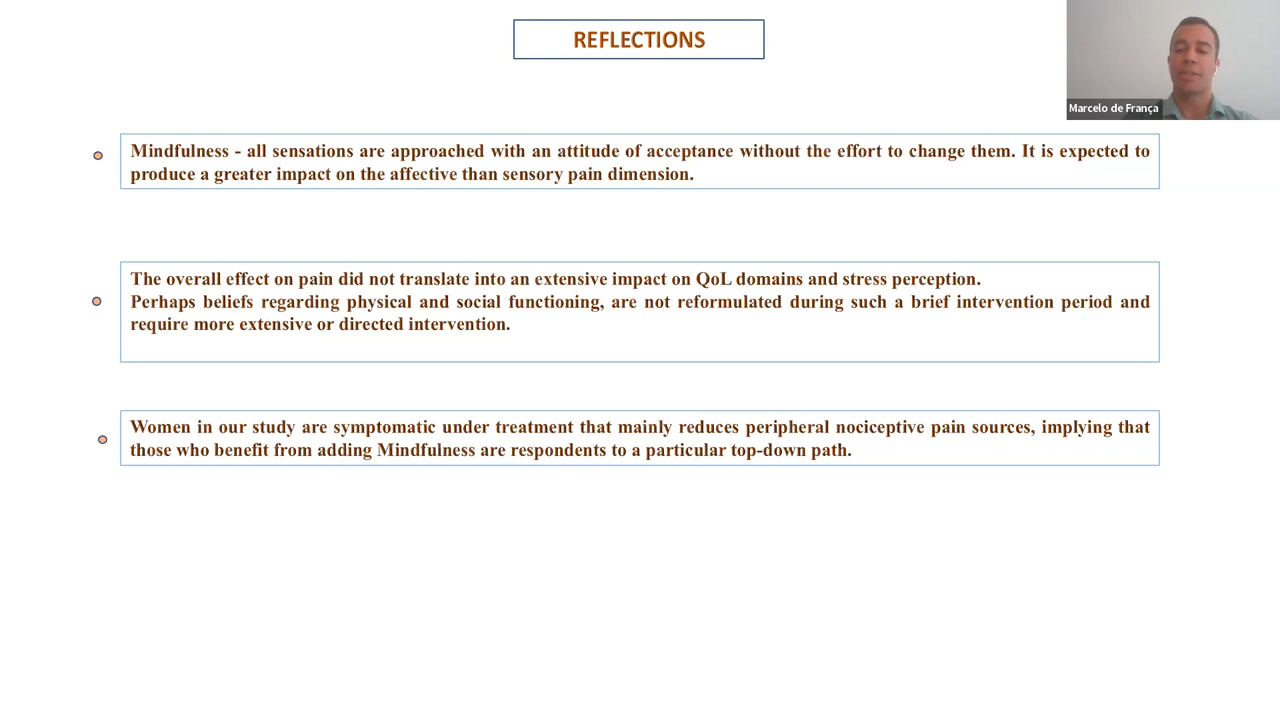 REFLECTIONS
Marcelo de França
Mindfulness - all sensations are approached with an attitude of acceptance without the effort to change them. It is expected to
produce a greater impact on the affective than sensory pain dimension.
The overall effect on pain did not translate into an extensive impact on QoL domains and stress perception.
Perhaps beliefs regarding physical and social functioning, are not reformulated during such a brief intervention period and
require more extensive or directed intervention.
Women in our study are symptomatic under treatment that mainly reduces peripheral nociceptive pain sources, implying that
those who benefit from adding Mindfulness are respondents to a particular top-down path.